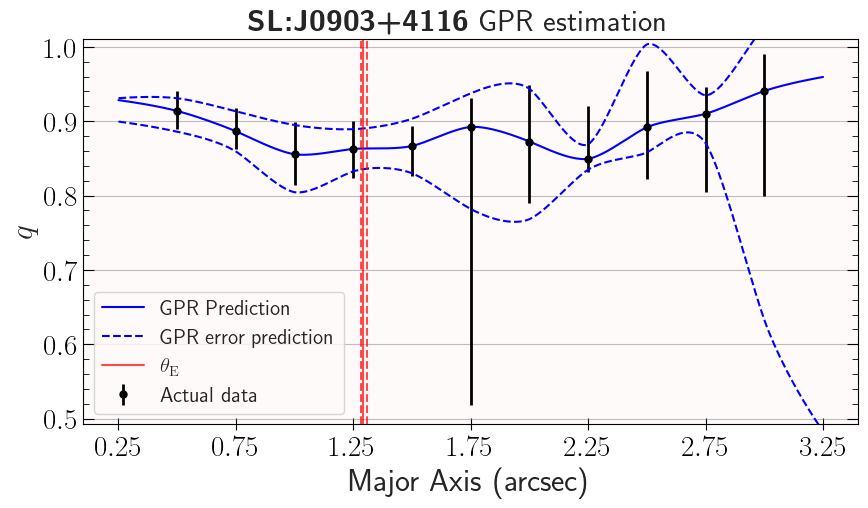 SL:J0903+4116 GPR estimation
1.0
0.9
0.8
0.7
0.6
0.5
q
GPR Prediction
GPR error prediction
θE
Actual data
0.25 0.75 1.25 1.75 2.25 2.75 3.25
Major Axis (arcsec)